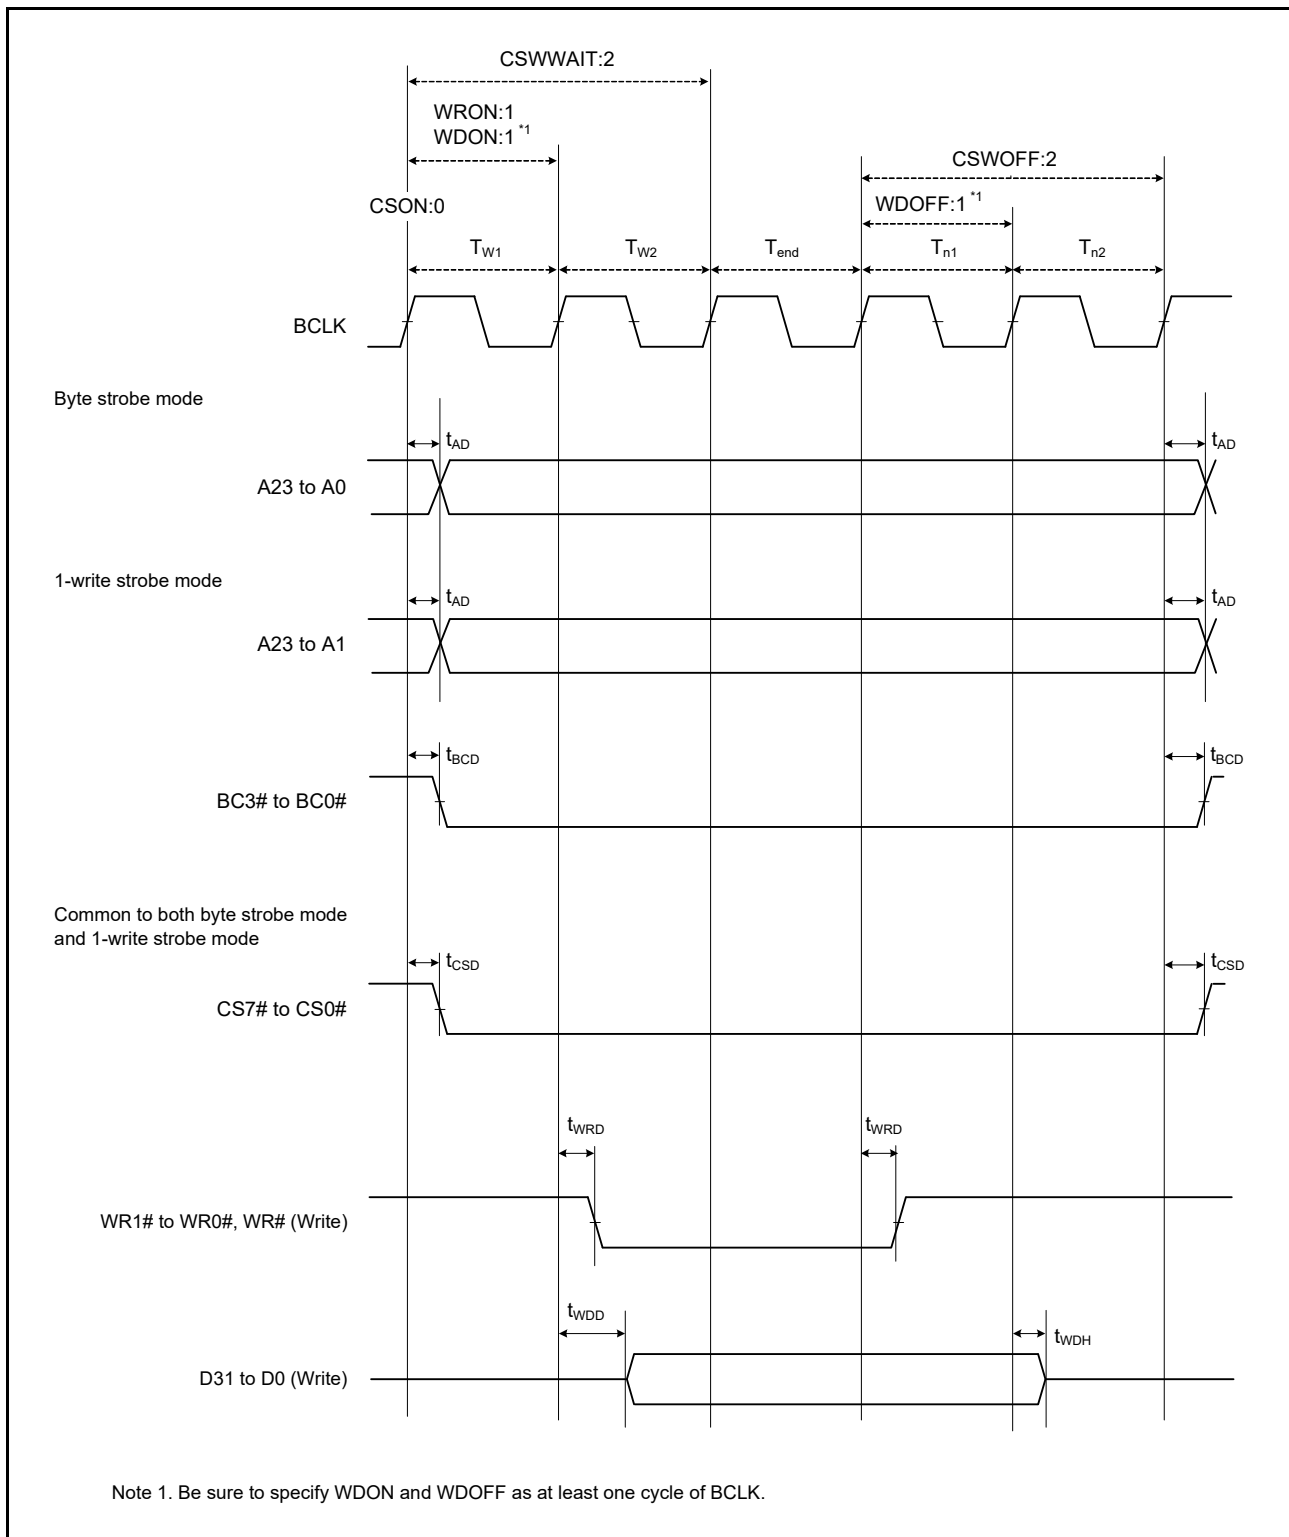 CSWWAIT:2
WRON:1
WDON:1 *1
CSWOFF:2
CSON:0
WDOFF:1 *1
TW1 TW2 Tend Tn1 Tn2
BCLK
Byte strobe mode
tAD tAD
A23 to A0
1-write strobe mode
tAD tAD
A23 to A1
tBCD tBCD
BC3# to BC0#
Common to both byte strobe mode
and 1-write strobe mode
tCSD tCSD
CS7# to CS0#
tWRD tWRD
WR1# to WR0#, WR# (Write)
tWDD tWDH
D31 to D0 (Write)
Note 1. Be sure to specify WDON and WDOFF as at least one cycle of BCLK.